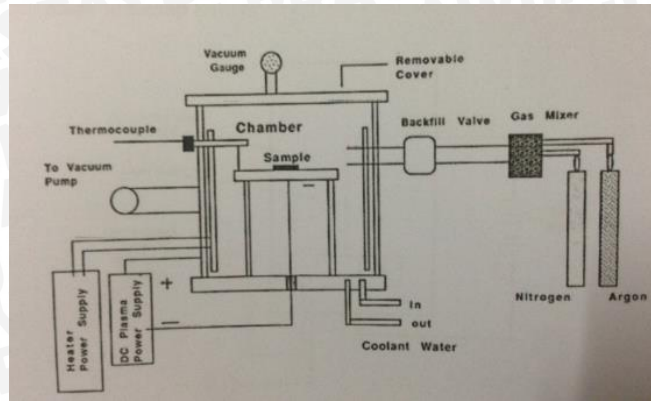 Vacuum
Gauge
Removable
Cover
Thermocouple
Chamber
Backfill Valve
Gas Mixer
Sample
To Vacuum
Pump
−
+
−
Heater
Power Supply
DC Plasma
Power Supply
In
out
Coolant Water
Nitrogen
Argon